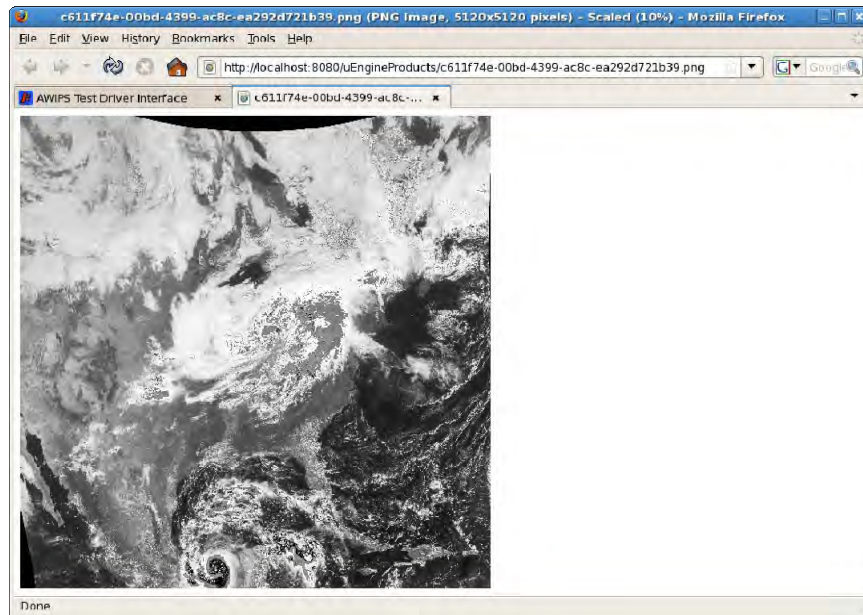 c611f74e-00bd-4399-ac8c-ea292d721b39.png (PNG Image, 5120x5120 pixels) - Scaled (10%) - Mozilla Firefox
File Edit View History Bookmarks Tools Help
http://localhost:8080/uEngineProducts/c611f74e-00bd-4399-ac8c-ea292d721b39.png
Google
AWIPS Test Driver Interface
c611f74e-00bd-4399-ac8c-...
Done